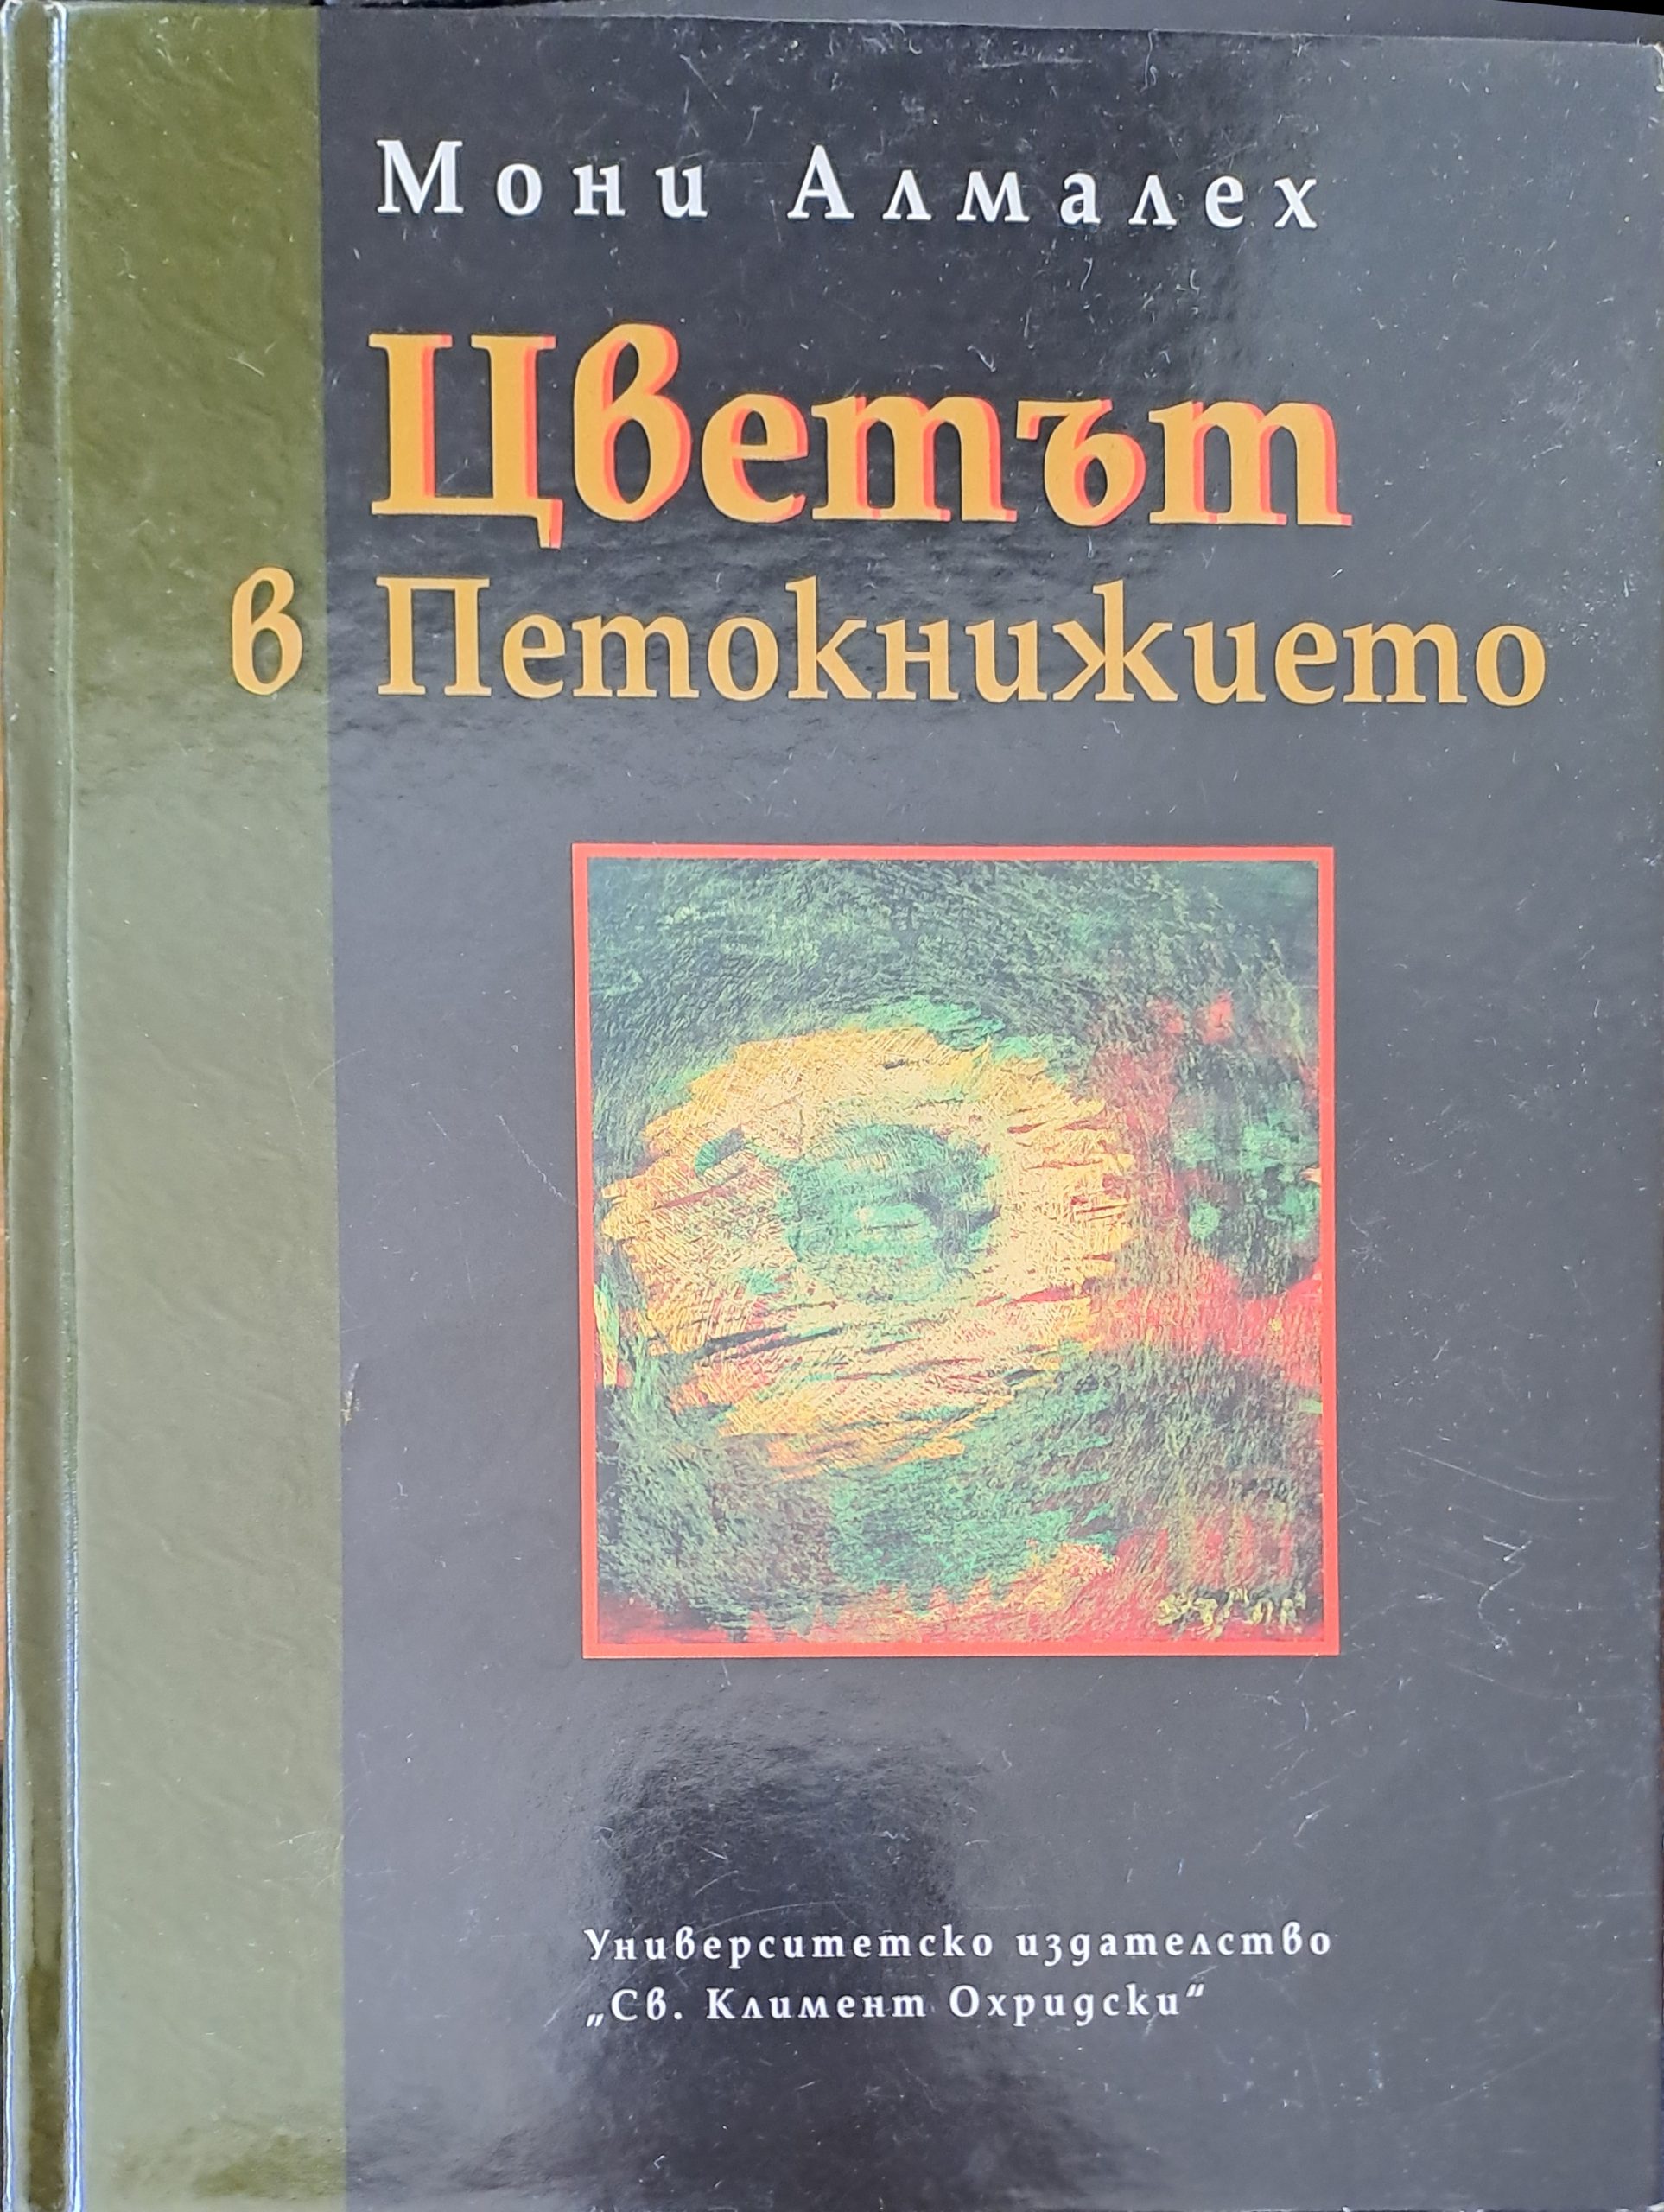 Мони Алмалех
Цветът
в Петокнижието
Университетско издателство
„Св. Климент Охридски“